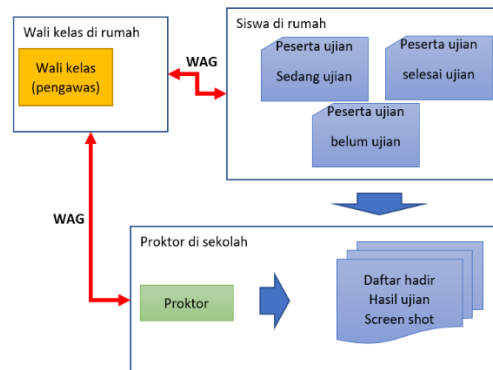 Wali kelas di rumah
Wali kelas
(pengawas)
WAG
Siswa di rumah
Peserta ujian
Sedang ujian
Peserta ujian
selesai ujian
Peserta ujian
belum ujian
WAG
Proktor di sekolah
Proktor
Daftar hadir
Hasil ujian
Screen shot